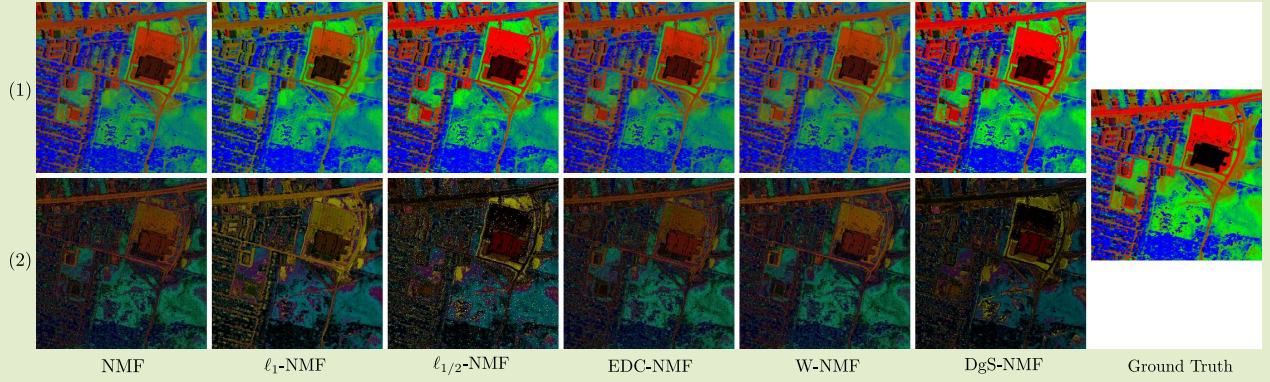 (1)
(2)
NMF ℓ₁-NMF ℓ₁/₂-NMF EDC-NMF W-NMF DgS-NMF Ground Truth